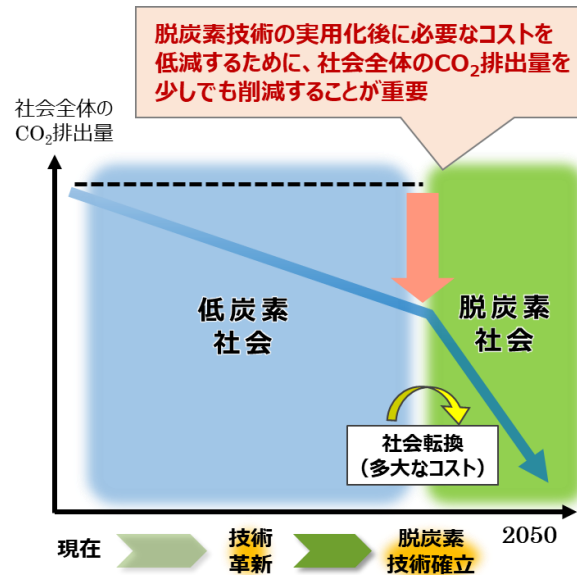 脱炭素技術の実用化後に必要なコストを
低減するために、社会全体のCO₂排出量を
少しでも削減することが重要
社会全体の
CO₂排出量
低炭素
社会
脱炭素
社会
社会転換
（多大なコスト）
現在
技術
革新
脱炭素
技術確立
2050